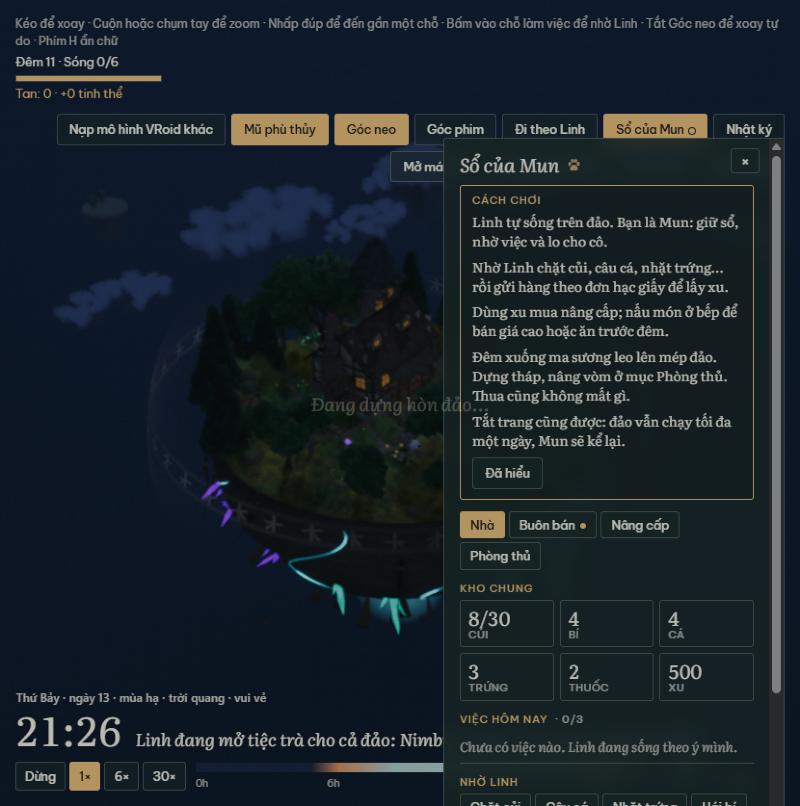 Kéo để xoay · Cuộn hoặc chụm tay để zoom · Nhấp đúp để đến gần một chỗ · Bấm vào chỗ làm việc để nhờ Linh · Tắt Góc neo để xoay tự
do · Phím H ẩn chữ
Đêm 11 · Sóng 0/6
Tan: 0 · +0 tinh thể
Nạp mô hình VRoid khác
Mũ phù thủy
Góc neo
Góc phim
Đi theo Linh
Sổ của Mun
Nhật ký
Sổ của Mun
×
CÁCH CHƠI
Linh tự sống trên đảo. Bạn là Mun: giữ sổ,
nhờ việc và lo cho cô.
Nhờ Linh chặt củi, câu cá, nhặt trứng...
rồi gửi hàng theo đơn hạc giấy để lấy xu.
Dùng xu mua nâng cấp; nấu món ở bếp để
bán giá cao hoặc ăn trước đêm.
Đêm xuống ma sương leo lên mép đảo.
Dựng tháp, nâng vòm ở mục Phòng thủ.
Thua cũng không mất gì.
Tắt trang cũng được: đảo vẫn chạy tối đa
một ngày, Mun sẽ kể lại.
Đã hiểu
Đang dựng hòn đảo...
Nhà
Buôn bán
Nâng cấp
Phòng thủ
KHO CHUNG
8/30
CỦI
4
BÍ
4
CÁ
3
TRỨNG
2
THUỐC
500
XU
VIỆC HÔM NAY · 0/3
Chưa có việc nào. Linh đang sống theo ý mình.
NHỜ LINH
Thứ Bảy · ngày 13 · mùa hạ · trời quang · vui vẻ
21:26
Linh đang mở tiệc trà cho cả đảo:
Dừng
1×
6×
30×
0h
6h